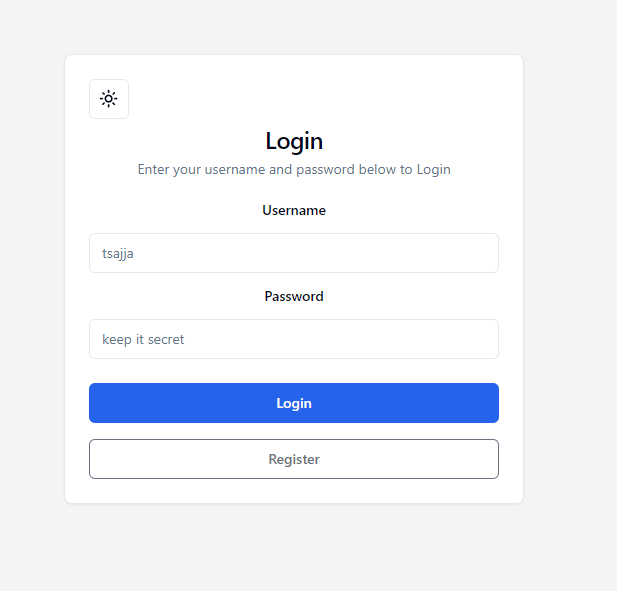 Login
Enter your username and password below to Login
Username
tsajja
Password
keep it secret
Login
Register